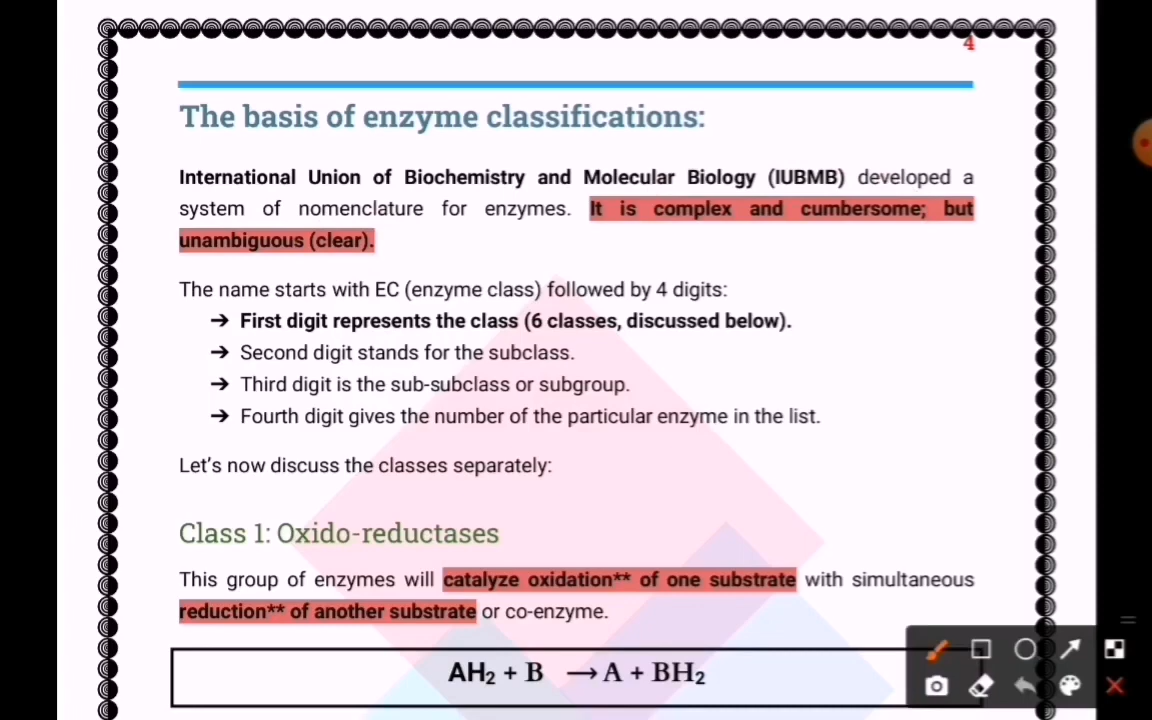 4
The basis of enzyme classifications:
International Union of Biochemistry and Molecular Biology (IUBMB) developed a
system of nomenclature for enzymes. It is complex and cumbersome; but
unambiguous (clear).
The name starts with EC (enzyme class) followed by 4 digits:
➔ First digit represents the class (6 classes, discussed below).
➔ Second digit stands for the subclass.
➔ Third digit is the sub-subclass or subgroup.
➔ Fourth digit gives the number of the particular enzyme in the list.
Let's now discuss the classes separately:
Class 1: Oxido-reductases
This group of enzymes will catalyze oxidation** of one substrate with simultaneous
reduction** of another substrate or co-enzyme.
AH₂ + B ⟶ A + BH₂